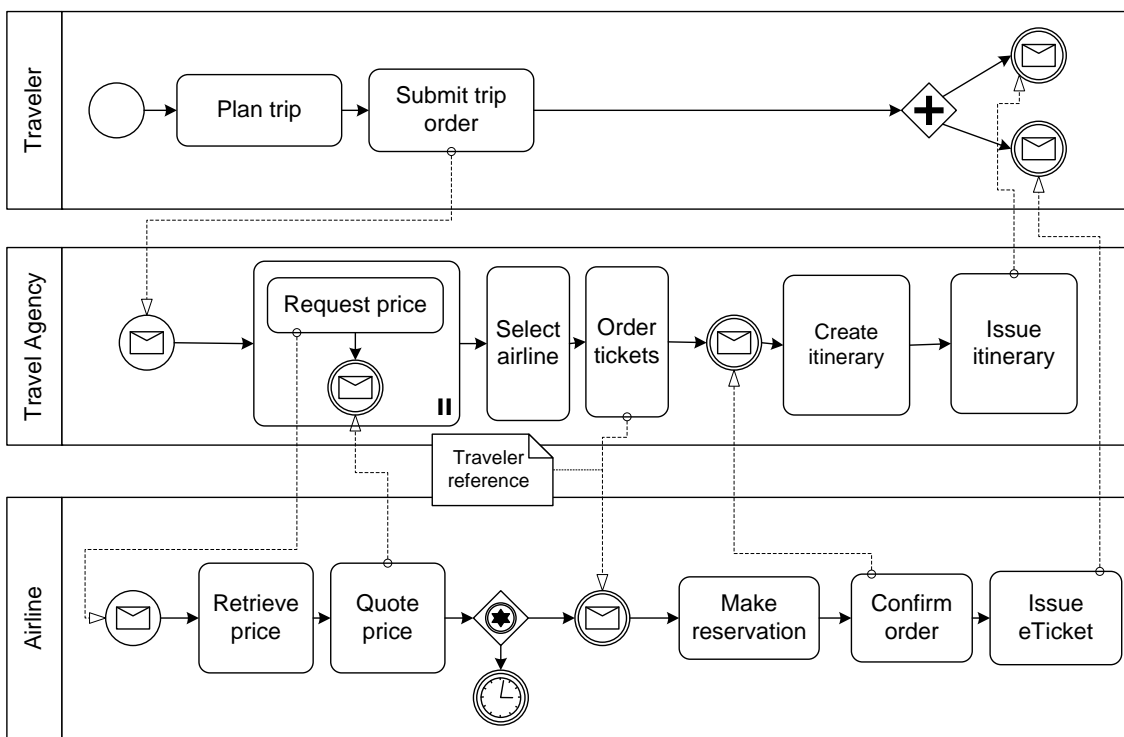 Traveler
Plan trip
Submit trip
order
Travel Agency
Request price
Select
airline
Order
tickets
Create
itinerary
Issue
itinerary
Traveler
reference
Airline
Retrieve
price
Quote
price
Make
reservation
Confirm
order
Issue
eTicket